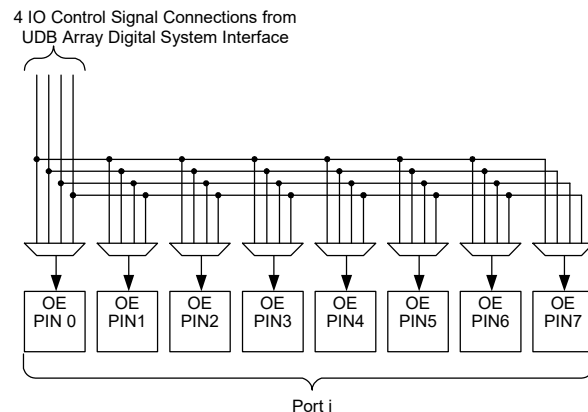 4 IO Control Signal Connections from
UDB Array Digital System Interface
OE
PIN 0
OE
PIN1
OE
PIN2
OE
PIN3
OE
PIN4
OE
PIN5
OE
PIN6
OE
PIN7
Port i